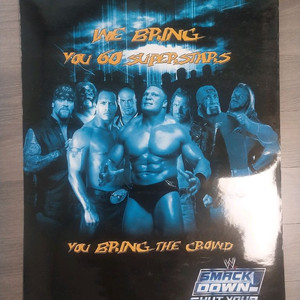 WE BRING
YOU 60 SUPERSTARS
YOU BRING THE CROWD
W
SMACK
DOWN!
SHUT YOUR